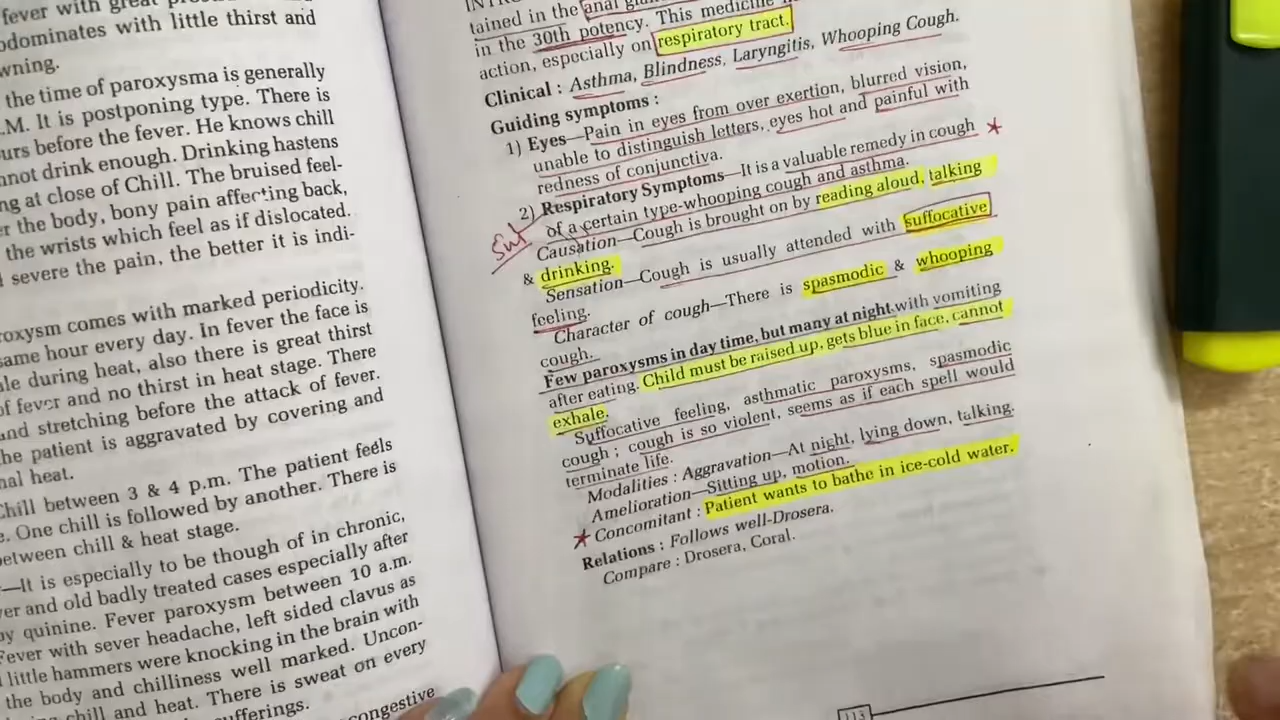 fever with great
predominates with little thirst and
the time of paroxysma is generally
.M. It is postponing type. There is
urs before the fever. He knows chill
nnot drink enough. Drinking hastens
at close of Chill. The bruised feel-
the body, bony pain affecting back,
the wrists which feel as if dislocated.
severe the pain, the better it is indi-
roxysm comes with marked periodicity.
same hour every day. In fever the face is
during heat, also there is great thirst
of fever and no thirst in heat stage. There
and stretching before the attack of fever.
the patient is aggravated by covering and
heat.
Chill between 3 & 4 p.m. The patient feels
One chill is followed by another. There is
between chill & heat stage.
—It is especially to be though of in chronic,
ver and old badly treated cases especially after
by quinine. Fever paroxysm between 10 a.m.
Fever with sever headache, left sided clavus as
little hammers were knocking in the brain with
the body and chilliness well marked. Uncon-
chill and heat. There is sweat on every
sufferings.
congestive
tained in the anal
in the 30th potency. This medicine
action, especially on respiratory tract.
Clinical : Asthma, Blindness, Laryngitis, Whooping Cough.
Guiding symptoms :
1) Eyes—Pain in eyes from over exertion, blurred vision,
unable to distinguish letters, eyes hot and painful with
redness of conjunctiva.
2) Respiratory Symptoms—It is a valuable remedy in cough
of a certain type-whooping cough and asthma.
Causation—Cough is brought on by reading aloud, talking
& drinking.
Sensation—Cough is usually attended with suffocative
feeling.
Character of cough—There is spasmodic & whooping
cough.
Few paroxysms in day time, but many at night with vomiting
after eating. Child must be raised up, gets blue in face, cannot
exhale.
Suffocative feeling, asthmatic paroxysms, spasmodic
cough ; cough is so violent, seems as if each spell would
terminate life.
Modalities : Aggravation—At night, lying down, talking.
Amelioration—Sitting up, motion.
Concomitant : Patient wants to bathe in ice-cold water.
Relations : Follows well-Drosera.
Compare : Drosera, Coral.
113